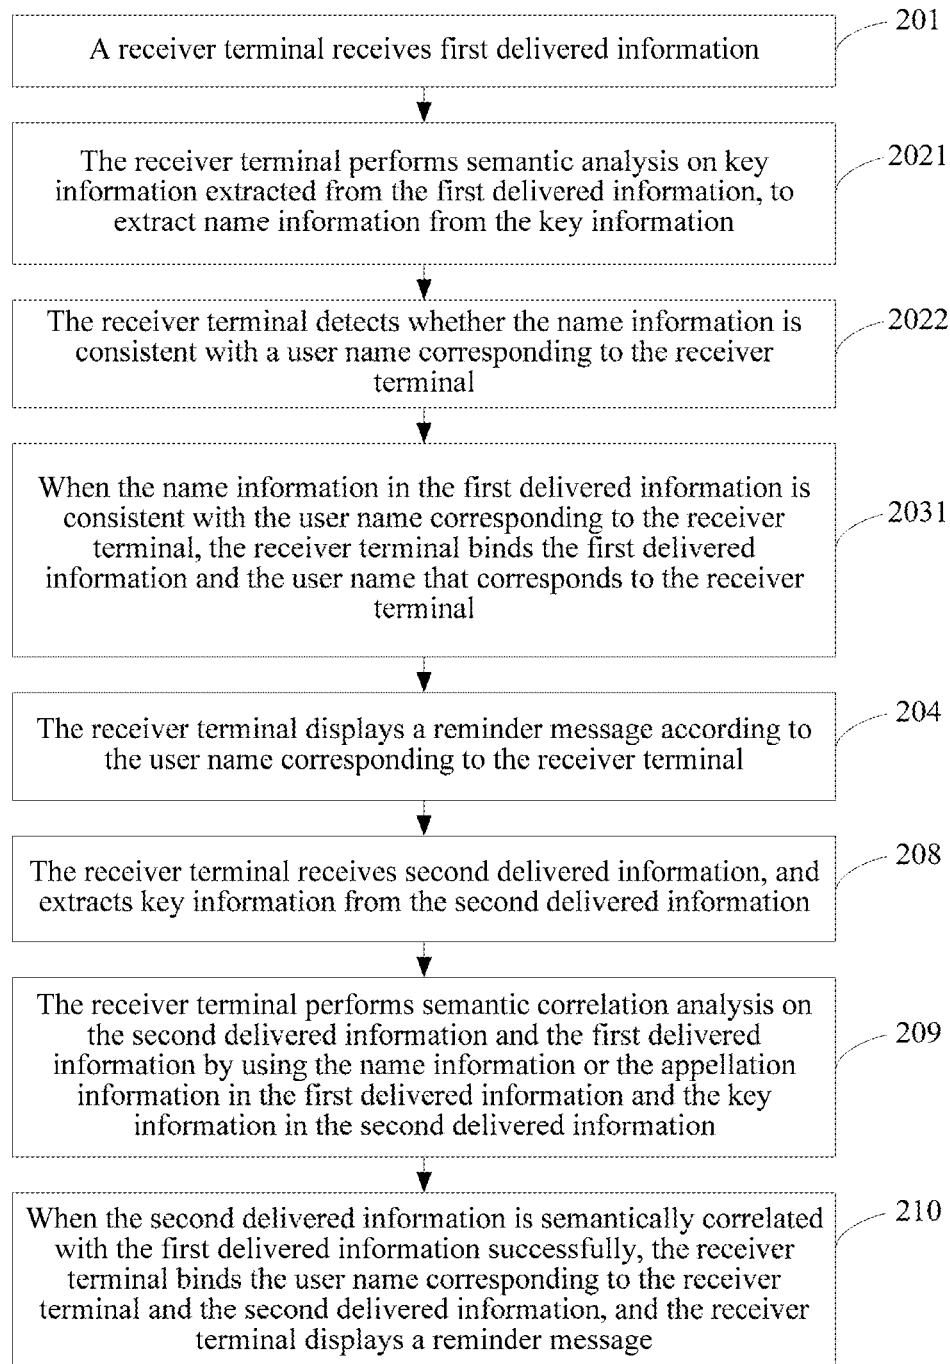 A receiver terminal receives first delivered information
201
The receiver terminal performs semantic analysis on key
information extracted from the first delivered information, to
extract name information from the key information
2021
The receiver terminal detects whether the name information is
consistent with a user name corresponding to the receiver
terminal
2022
When the name information in the first delivered information is
consistent with the user name corresponding to the receiver
terminal, the receiver terminal binds the first delivered
information and the user name that corresponds to the receiver
terminal
2031
The receiver terminal displays a reminder message according to
the user name corresponding to the receiver terminal
204
The receiver terminal receives second delivered information, and
extracts key information from the second delivered information
208
The receiver terminal performs semantic correlation analysis on
the second delivered information and the first delivered
information by using the name information or the appellation
information in the first delivered information and the key
information in the second delivered information
209
When the second delivered information is semantically correlated
with the first delivered information successfully, the receiver
terminal binds the user name corresponding to the receiver
terminal and the second delivered information, and the receiver
terminal displays a reminder message
210